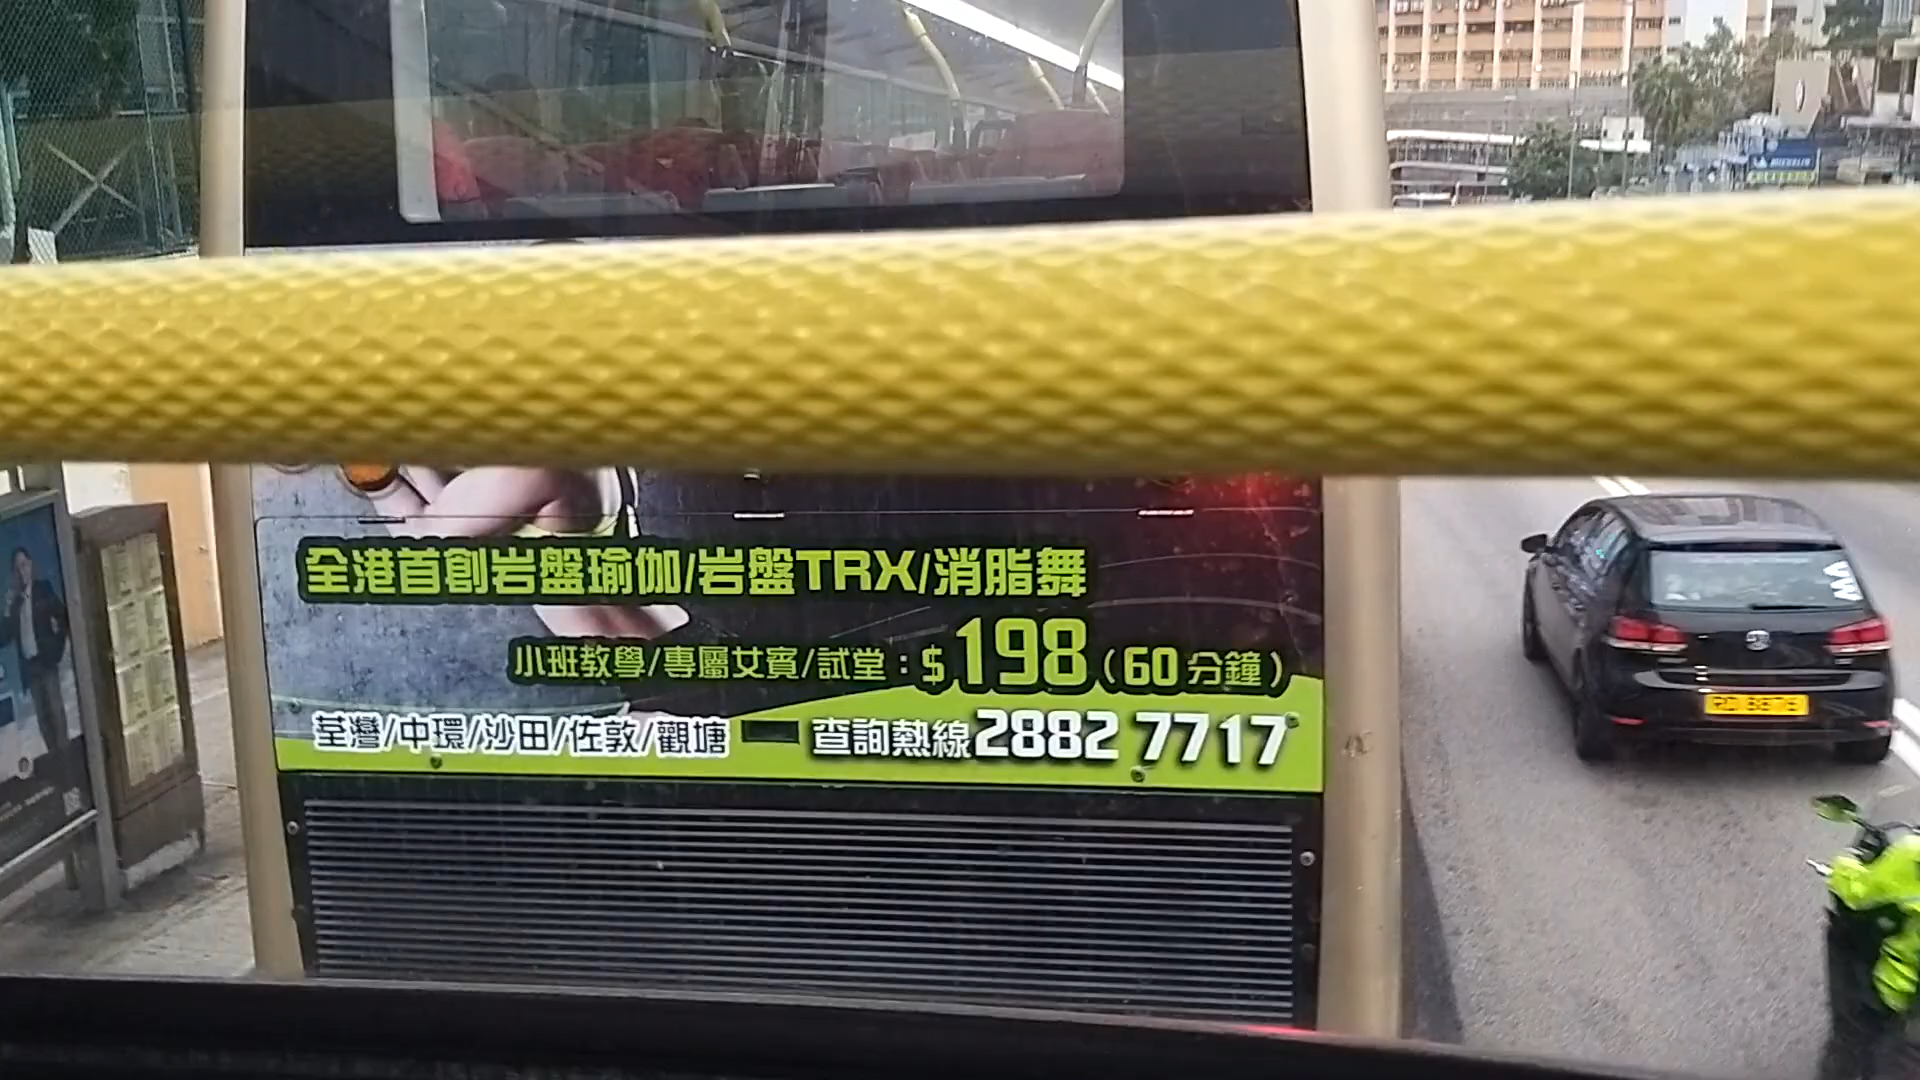 MICHELIN
全港首創岩盤瑜伽/岩盤TRX/消脂舞
小班教學/專屬女賓/試堂：$198（60分鐘）
荃灣/中環/沙田/佐敦/觀塘 查詢熱線2882 7717